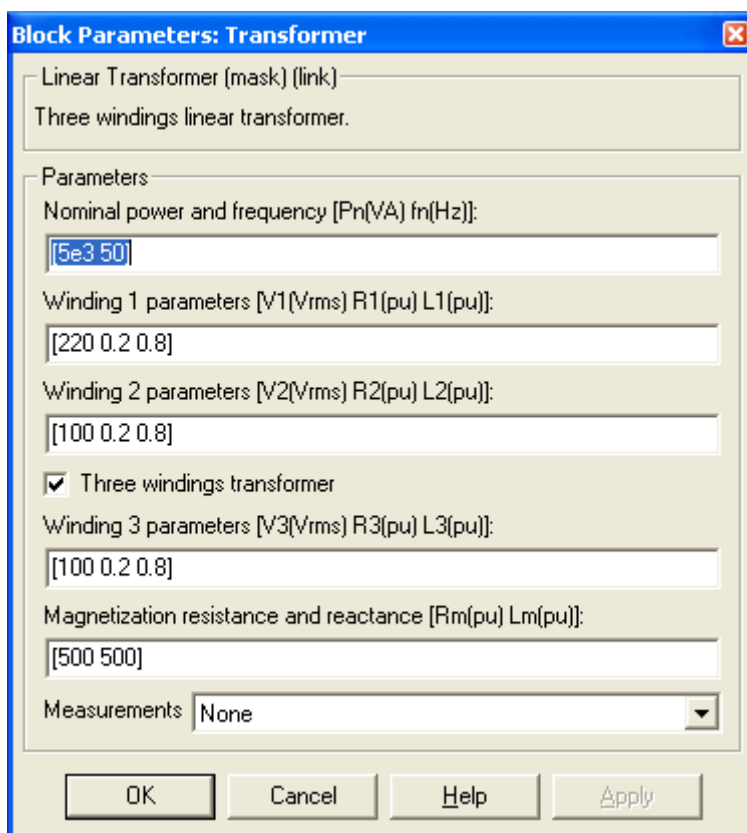 Block Parameters: Transformer
Linear Transformer (mask) (link)
Three windings linear transformer.
Parameters
Nominal power and frequency [Pn(VA) fn(Hz)]:
[5e3 50]
Winding 1 parameters [V1(Vrms) R1(pu) L1(pu)]:
[220 0.2 0.8]
Winding 2 parameters [V2(Vrms) R2(pu) L2(pu)]:
[100 0.2 0.8]
Three windings transformer
Winding 3 parameters [V3(Vrms) R3(pu) L3(pu)]:
[100 0.2 0.8]
Magnetization resistance and reactance [Rm(pu) Lm(pu)]:
[500 500]
Measurements None
OK Cancel Help Apply